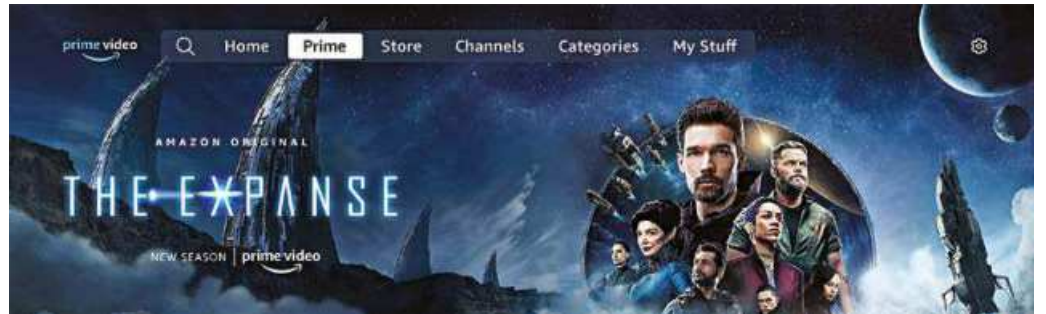 prime video Home Prime Store Channels Categories My Stuff
AMAZON ORIGINAL
THE EXPANSE
NEW SEASON prime video